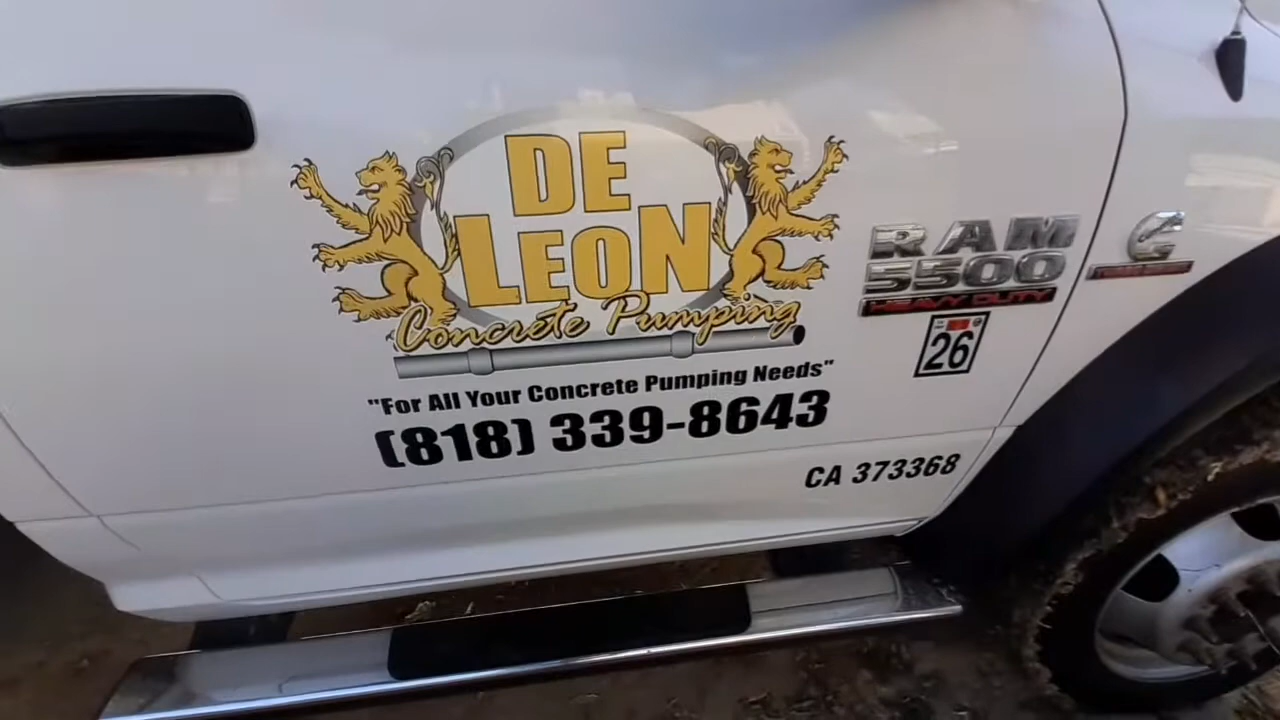 DE
LEON
Concrete Pumping
"For All Your Concrete Pumping Needs"
(818) 339-8643
RAM
5500
HEAVY DUTY
26
CA 373368